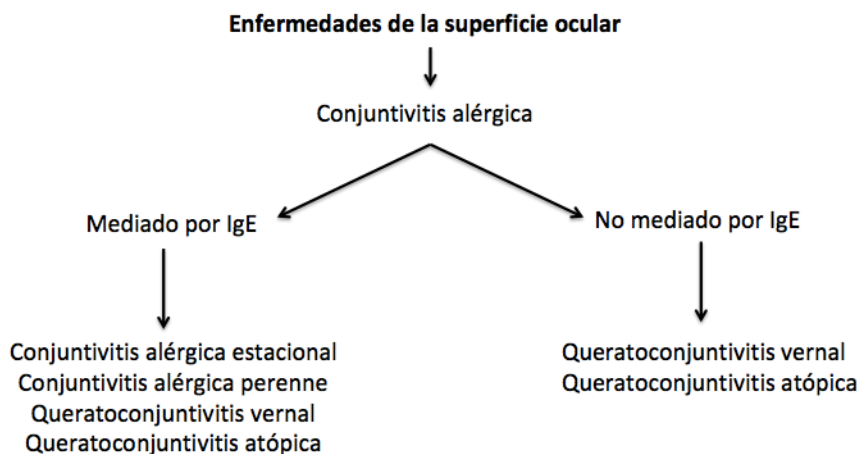 Enfermedades de la superficie ocular
Conjuntivitis alérgica
Mediado por IgE
No mediado por IgE
Conjuntivitis alérgica estacional
Conjuntivitis alérgica perenne
Queratoconjuntivitis vernal
Queratoconjuntivitis atópica
Queratoconjuntivitis vernal
Queratoconjuntivitis atópica